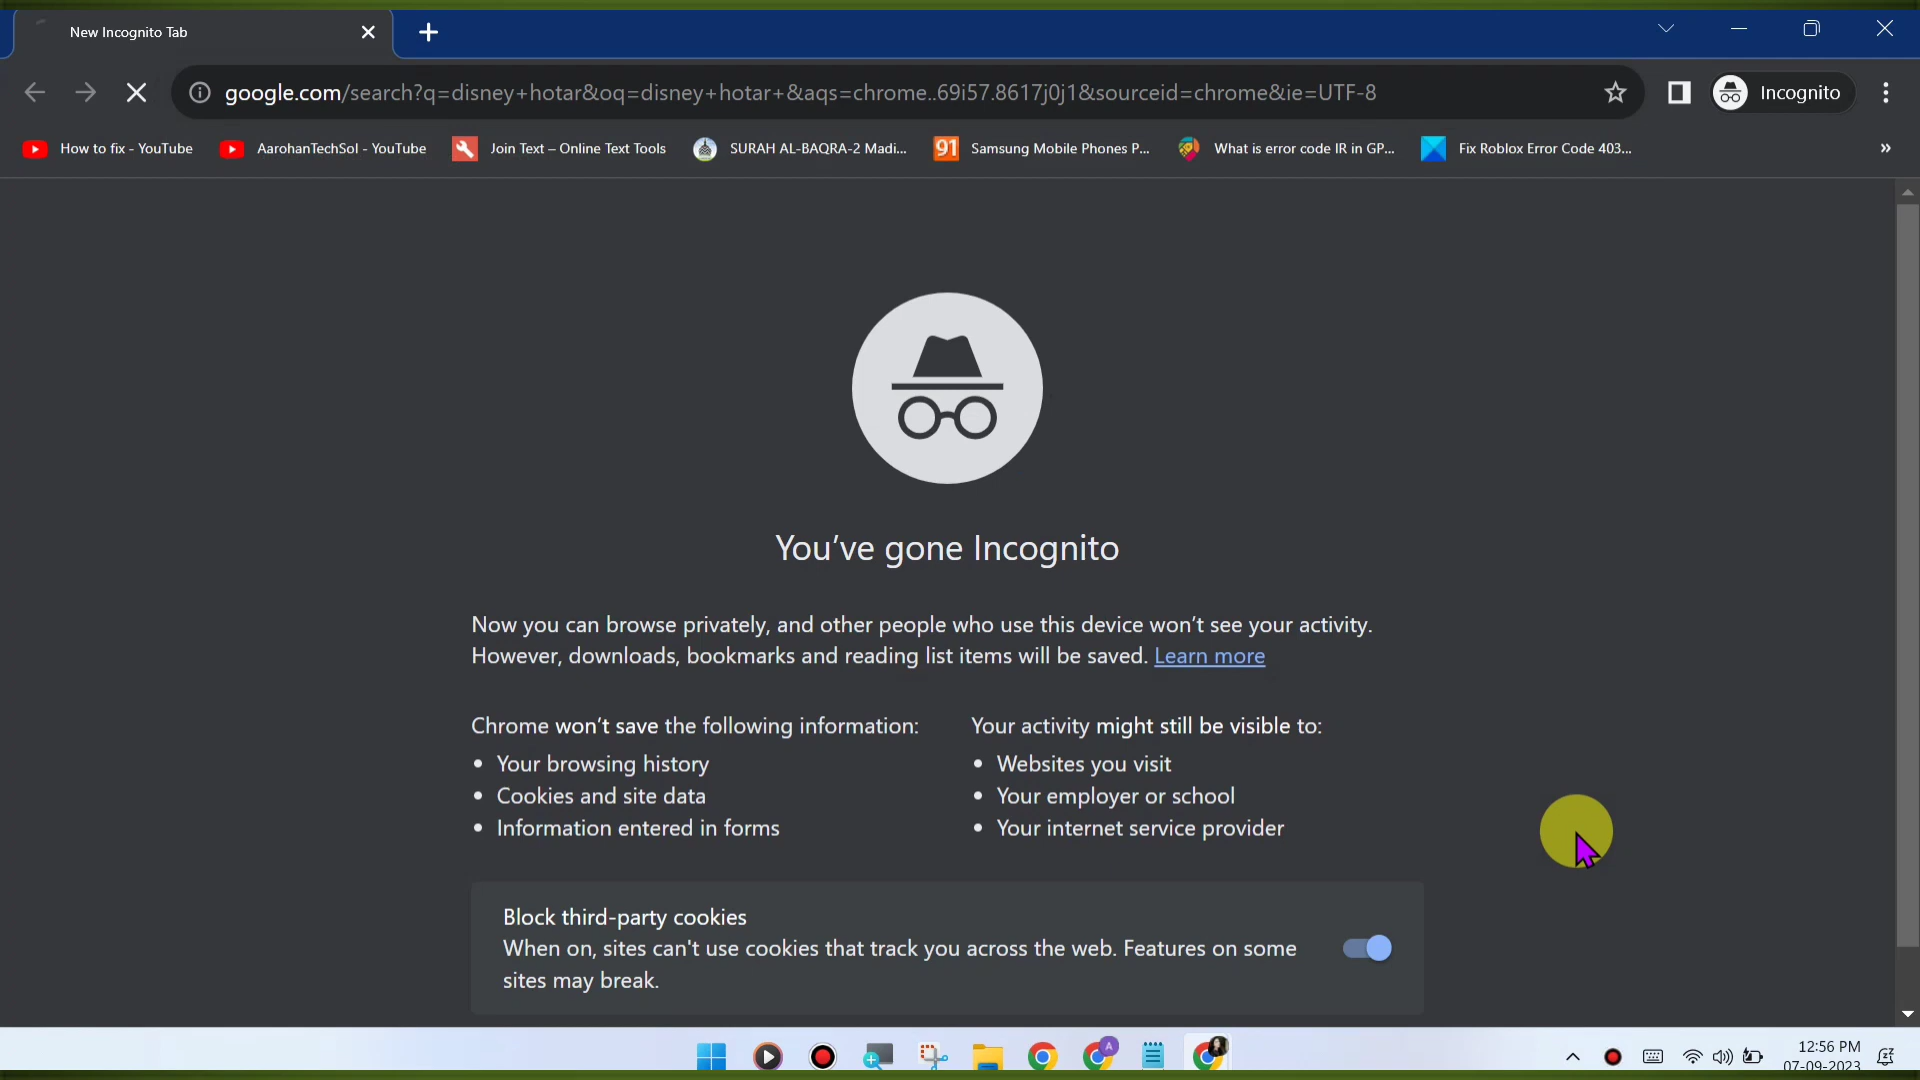 New Incognito Tab
google.com/search?q=disney+hotar&oq=disney+hotar+&aqs=chrome..69i57.8617j0j1&sourceid=chrome&ie=UTF-8
Incognito
How to fix - YouTube
AarohanTechSol - YouTube
Join Text – Online Text Tools
SURAH AL-BAQRA-2 Madi...
91
Samsung Mobile Phones P...
What is error code IR in GP...
Fix Roblox Error Code 403...
You've gone Incognito
Now you can browse privately, and other people who use this device won't see your activity.
However, downloads, bookmarks and reading list items will be saved. Learn more
Chrome won't save the following information:
• Your browsing history
• Cookies and site data
• Information entered in forms
Your activity might still be visible to:
• Websites you visit
• Your employer or school
• Your internet service provider
Block third-party cookies
When on, sites can't use cookies that track you across the web. Features on some
sites may break.
A
12:56 PM
07-09-2023